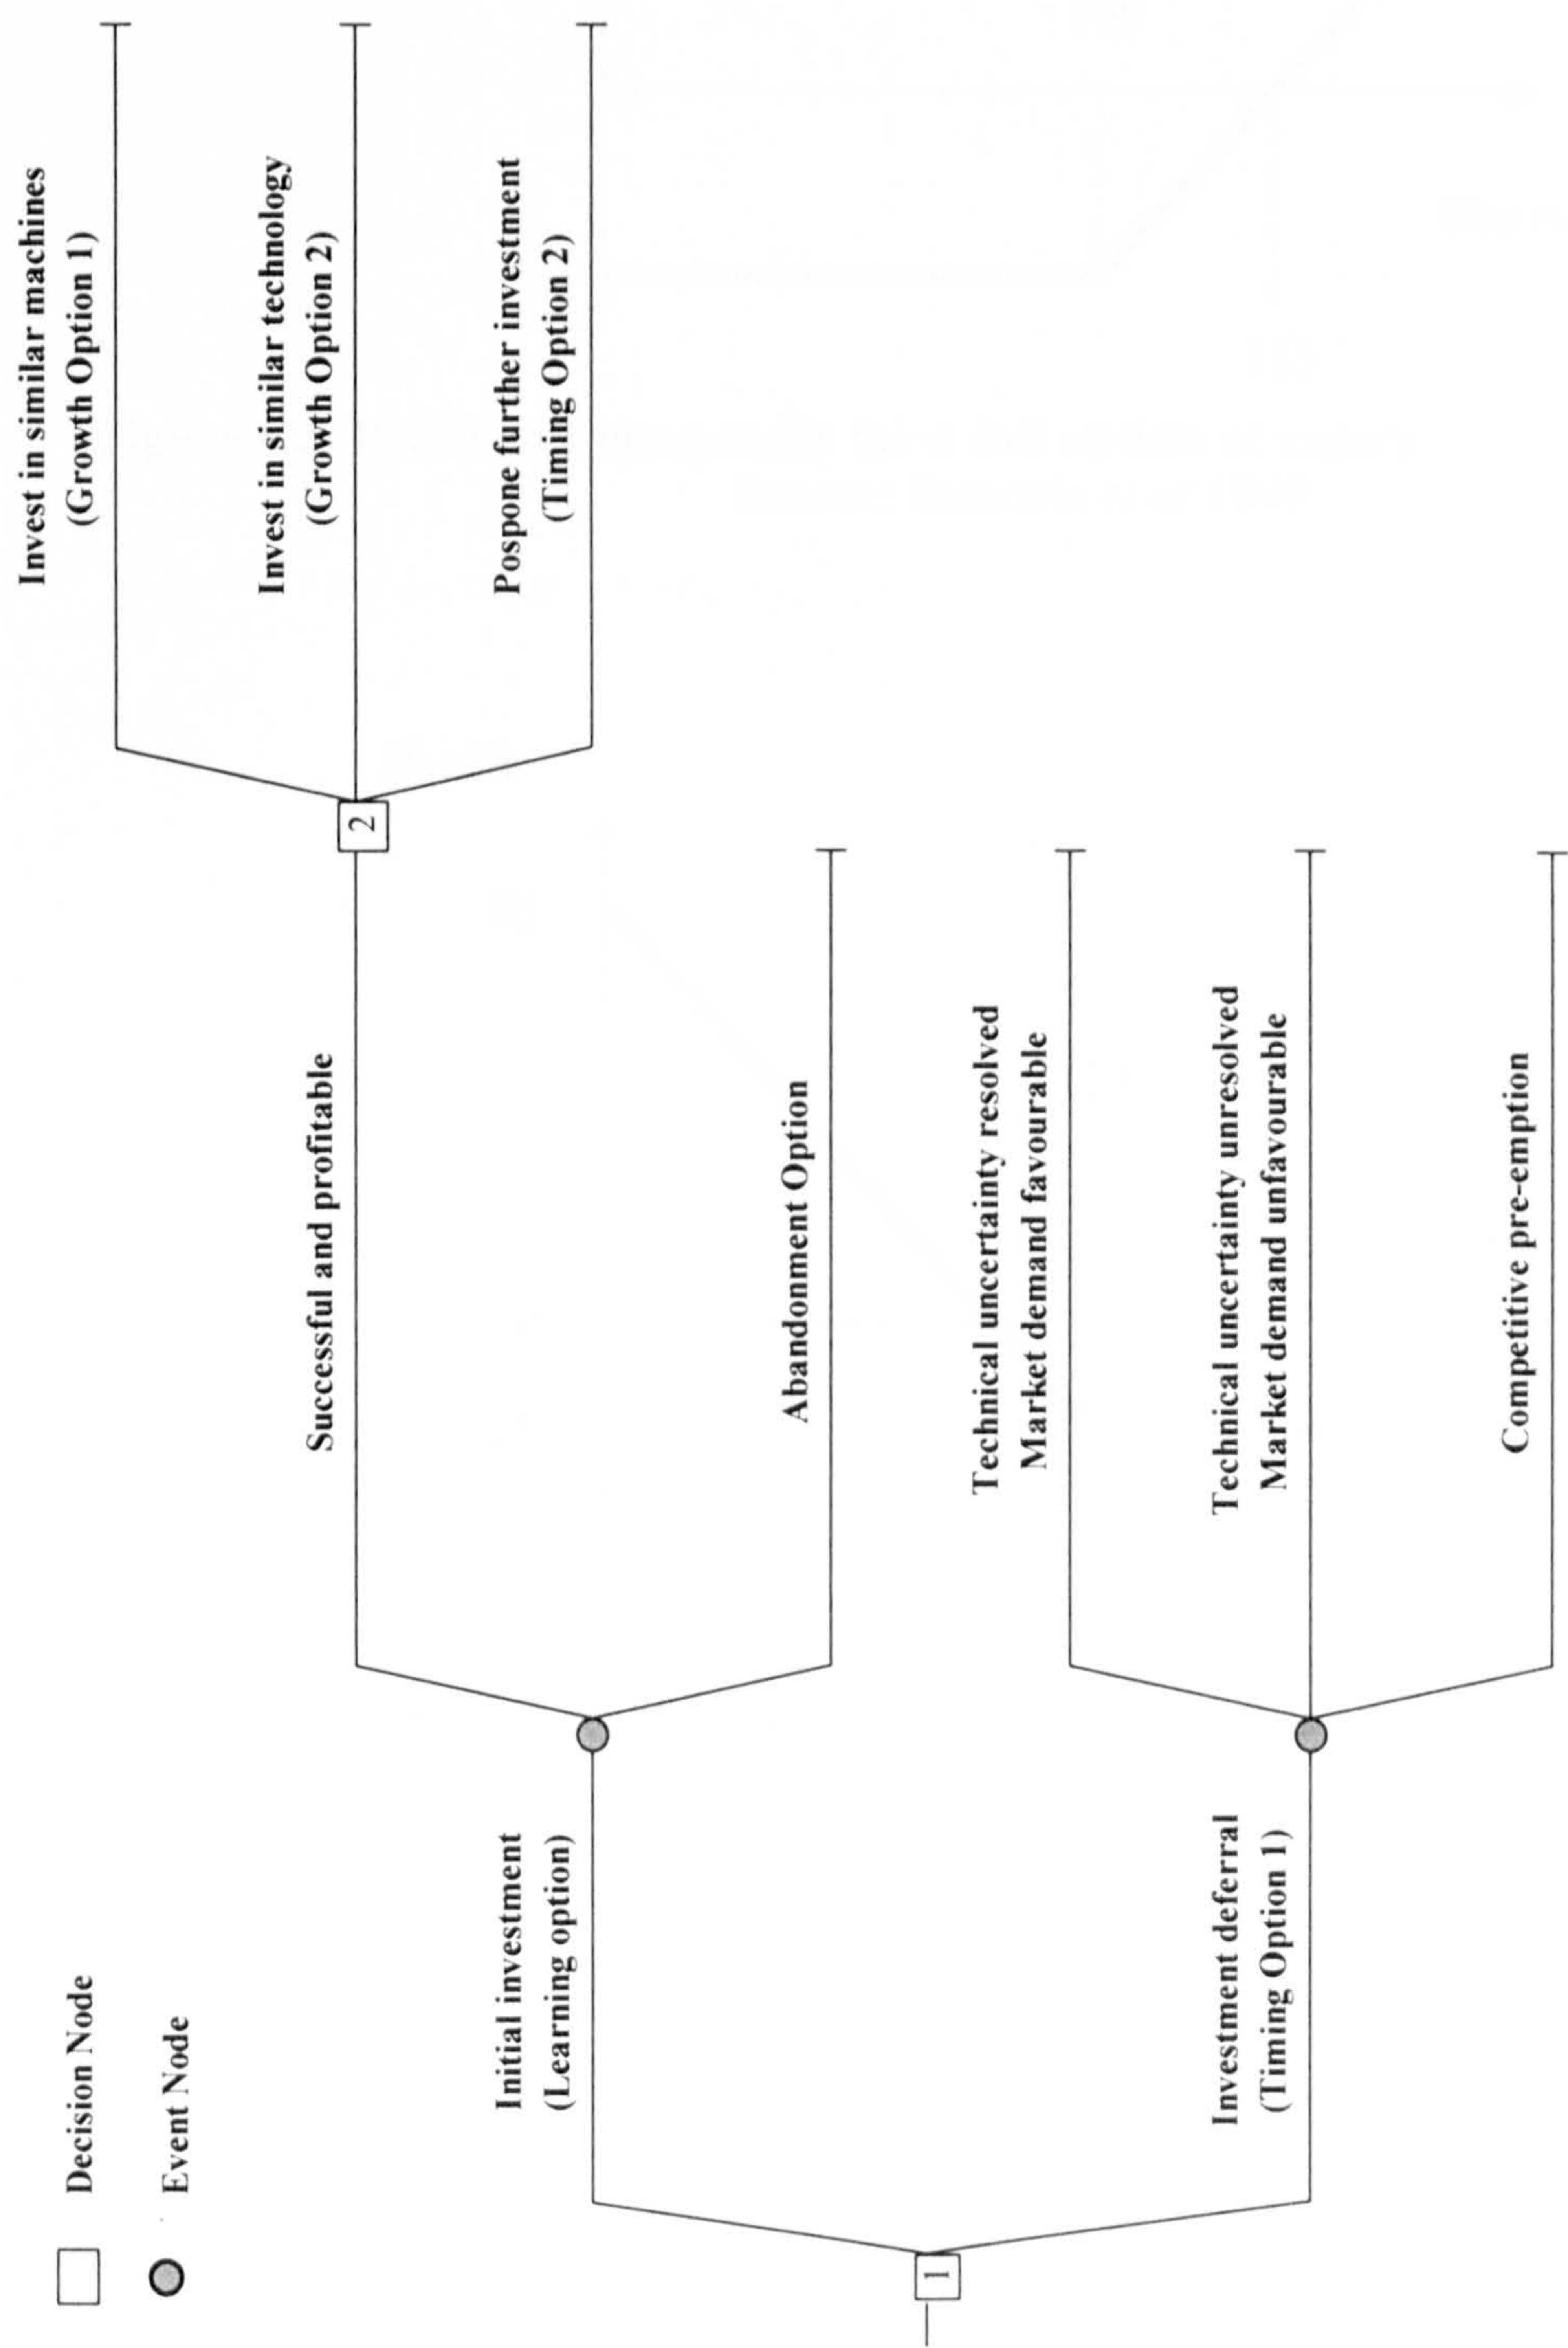 Decision Node
Event Node
Invest in similar machines
(Growth Option 1)
Successful and profitable
2
Invest in similar technology
(Growth Option 2)
Initial investment
(Learning option)
Pospone further investment
(Timing Option 2)
Abandonment Option
1
Technical uncertainty resolved
Market demand favourable
Investment deferral
(Timing Option 1)
Technical uncertainty unresolved
Market demand unfavourable
Competitive pre-emption